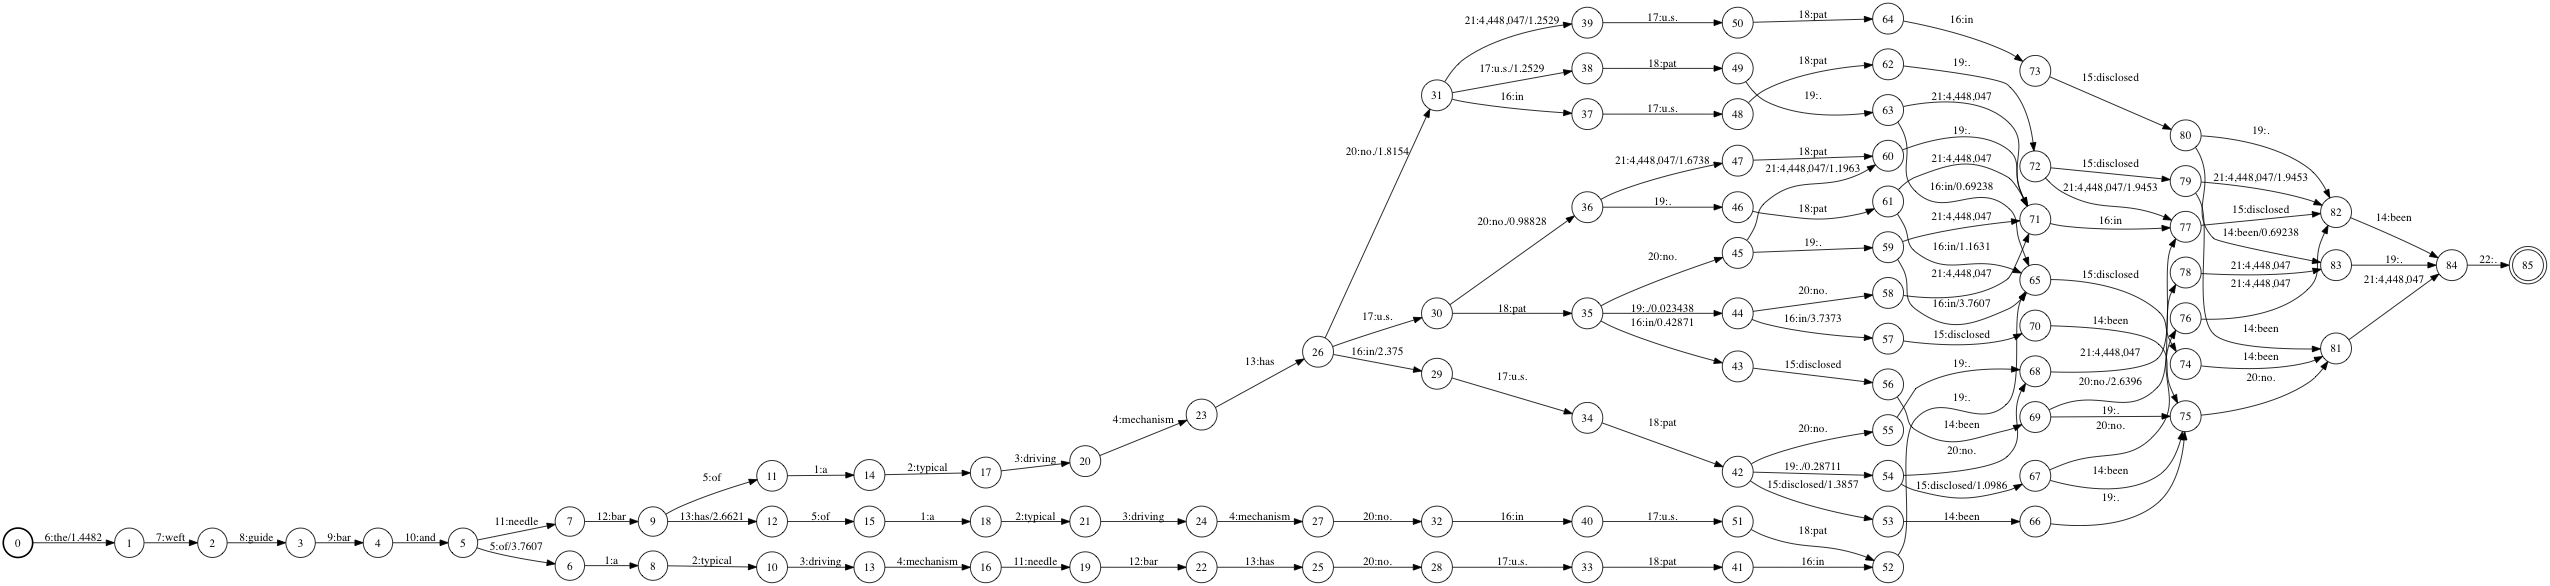 0 6:the/1.4482 1 7:weft 2 8:guide 3 9:bar 4 10:and 5
11:needle 7 12:bar 9
5:of/3.7607 6 1:a 8 2:typical 10 3:driving 13 4:mechanism 16 11:needle 19 12:bar 22 13:has 25 20:no. 28 17:u.s. 33 18:pat 41 16:in 52
13:has/2.6621 12 5:of 15 1:a 18 2:typical 21 3:driving 24 4:mechanism 27 20:no. 32 16:in 40 17:u.s. 51 18:pat
5:of 11 1:a 14 2:typical 17 3:driving 20 4:mechanism 23 13:has 26
20:no./1.8154 31
17:u.s. 30
16:in/2.375 29 17:u.s. 34 18:pat 42
21:4,448,047/1.2529 39 17:u.s. 50 18:pat 64 16:in 73 15:disclosed 80
17:u.s./1.2529 38 18:pat 49 19:. 63
16:in 37 17:u.s. 48 18:pat 62 19:. 72
20:no./0.98828 36
21:4,448,047/1.6738 47 18:pat 60 19:. 71
19:. 46 18:pat 61
18:pat 35
20:no. 45 21:4,448,047/1.1963
19:. 59
19:./0.023438 44 20:no. 58
16:in/3.7373 57 15:disclosed 70
16:in/0.42871 43 15:disclosed 56 14:been 69
20:no. 55 19:. 68
19:./0.28711 54 20:no.
15:disclosed/1.0986 67
15:disclosed/1.3857 53 14:been 66
19:.
21:4,448,047
16:in/0.69238 65
21:4,448,047
16:in/1.1631
21:4,448,047
16:in/3.7607
21:4,448,047
15:disclosed 79
21:4,448,047/1.9453 77
16:in
15:disclosed 74
14:been 78
21:4,448,047 76
20:no./2.6396
19:. 75
20:no.
14:been
19:.
19:. 82
14:been
21:4,448,047/1.9453
14:been/0.69238 83
15:disclosed
21:4,448,047
21:4,448,047
14:been 81
20:no.
14:been 84
19:.
21:4,448,047
22:. 85